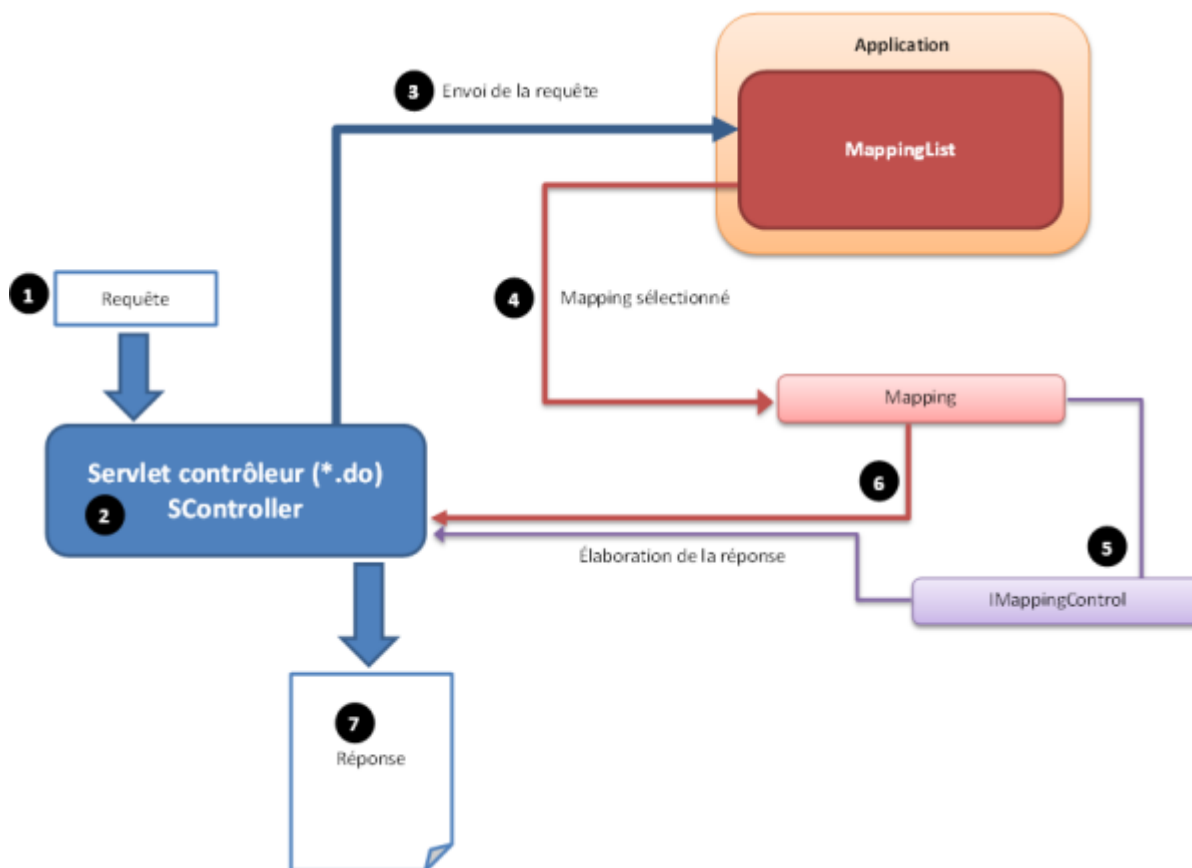 Application
3
Envoi de la requête
MappingList
1
Requête
4
Mapping sélectionné
Mapping
Servlet contrôleur (*.do)
SController
2
6
Élaboration de la réponse
5
IMappingControl
7
Réponse